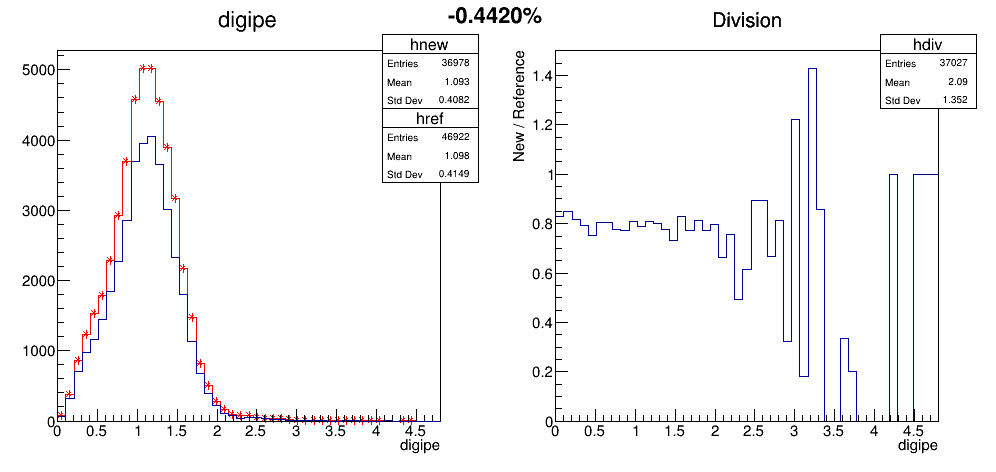 -0.4420%
digipe
hnew
Entries 36978
Mean 1.093
Std Dev 0.4082
href
Entries 46922
Mean 1.098
Std Dev 0.4149
5000
4000
3000
2000
1000
0
0 0.5 1 1.5 2 2.5 3 3.5 4 4.5
digipe
Division
hdiv
Entries 37027
Mean 2.09
Std Dev 1.352
New / Reference
1.4
1.2
1
0.8
0.6
0.4
0.2
0
0 0.5 1 1.5 2 2.5 3 3.5 4 4.5
digipe